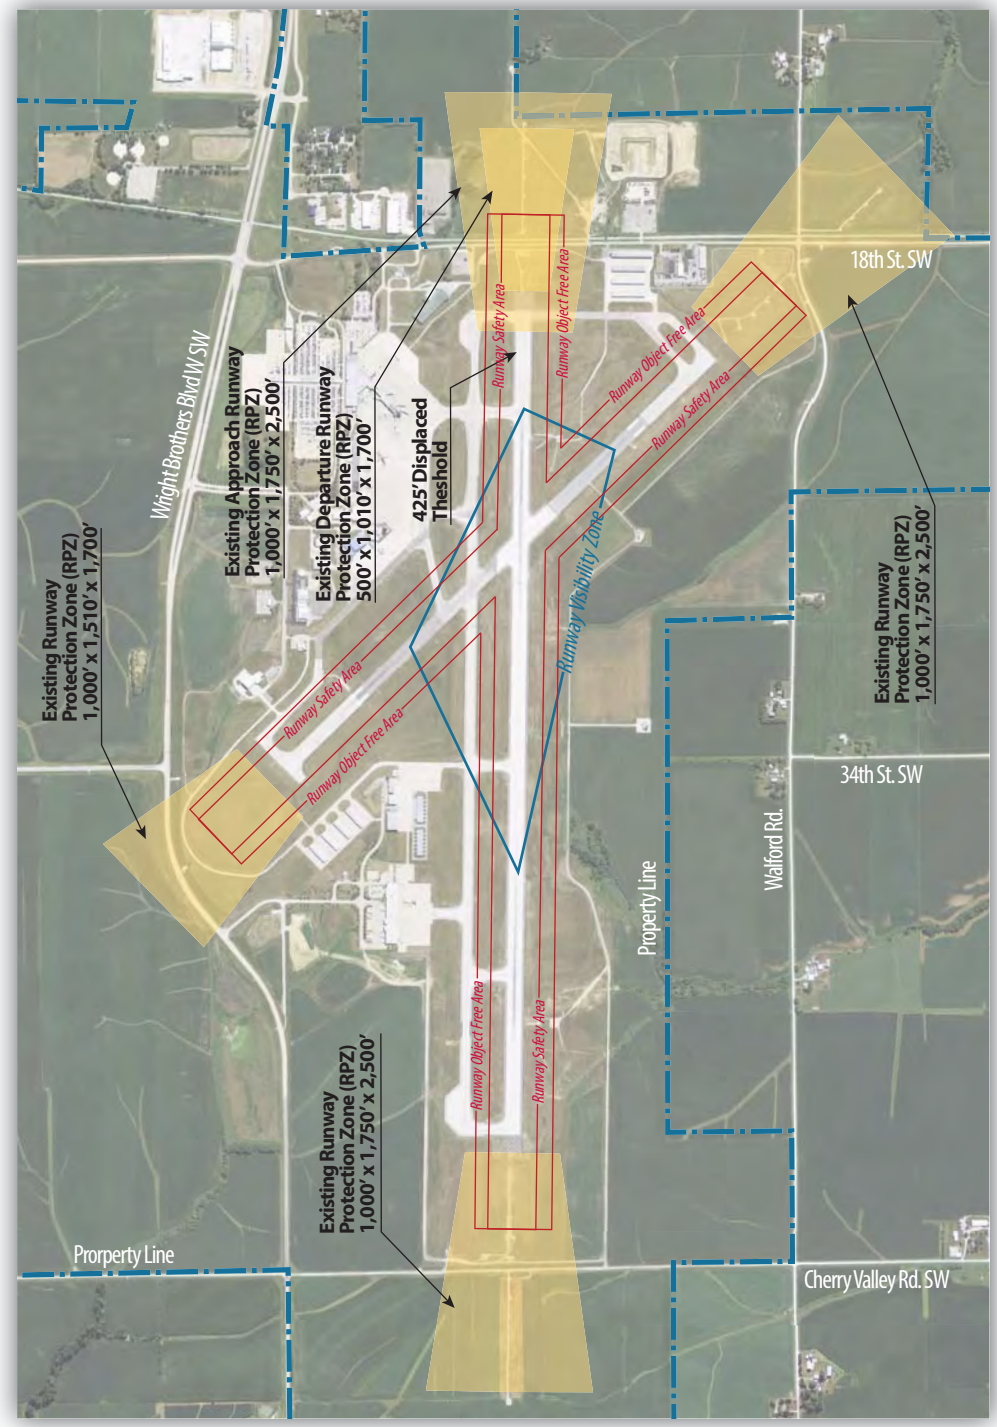 Wright Brothers Blvd W SW
Existing Approach Runway
Protection Zone (RPZ)
1,000’ x 1,750’ x 2,500’
Existing Departure Runway
Protection Zone (RPZ)
500’ x 1,010’ x 1,700’
425’ Displaced
Theshold
Runway Safety Area
Runway Object Free Area
Runway Object Free Area
Runway Safety Area
18th St. SW
Existing Runway
Protection Zone (RPZ)
1,000’ x 1,510’ x 1,700’
Runway Visibility Zone
Existing Runway
Protection Zone (RPZ)
1,000’ x 1,750’ x 2,500’
Runway Safety Area
Runway Object Free Area
34th St. SW
Walford Rd.
Property Line
Runway Object Free Area
Runway Safety Area
Existing Runway
Protection Zone (RPZ)
1,000’ x 1,750’ x 2,500’
Prorperty Line
Cherry Valley Rd. SW